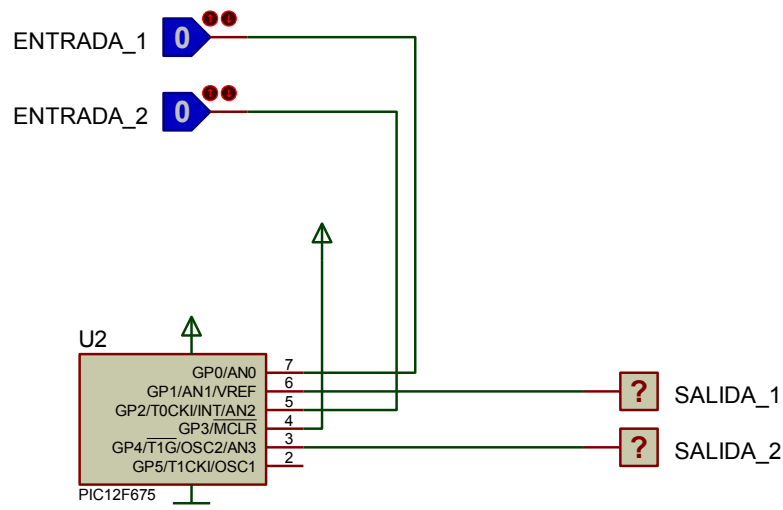 ENTRADA_1
0
ENTRADA_2
0
U2
GP0/AN0
7
GP1/AN1/VREF
6
GP2/T0CKI/INT/AN2
5
GP3/MCLR
4
GP4/T1G/OSC2/AN3
3
GP5/T1CKI/OSC1
2
PIC12F675
?
SALIDA_1
?
SALIDA_2